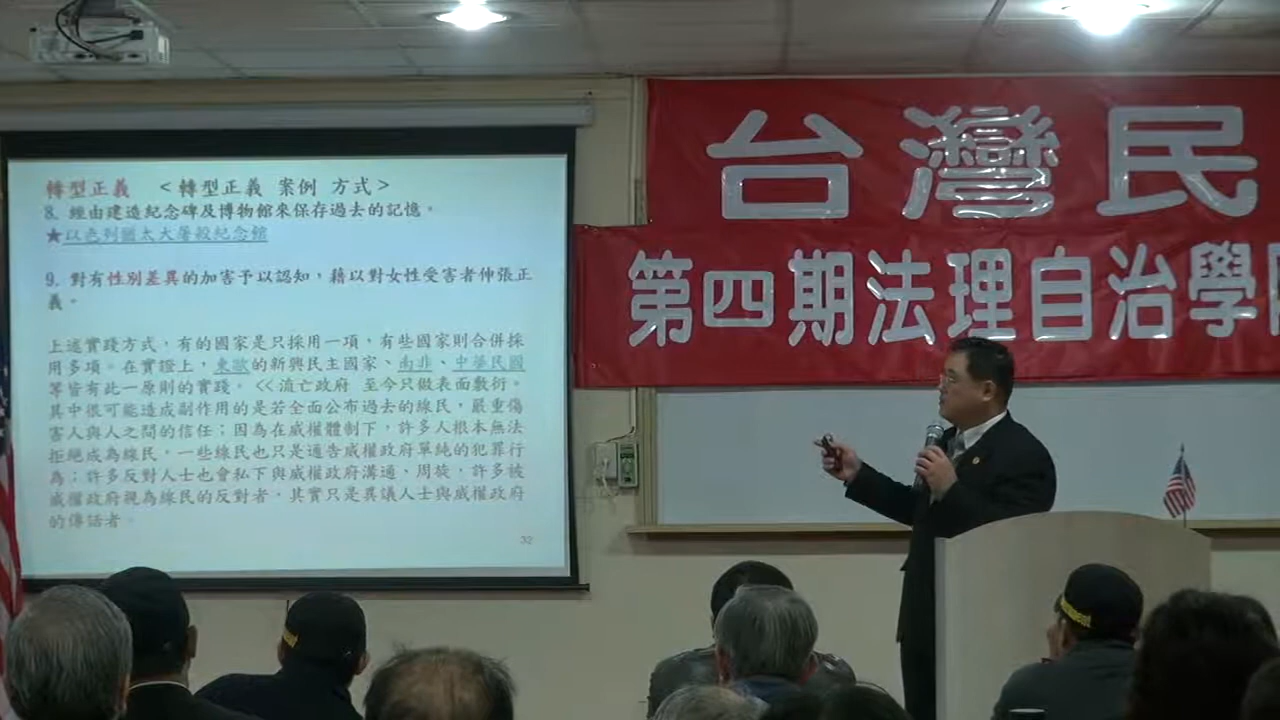 台灣民
第四期法理自治學院
轉型正義 <轉型正義 案例 方式>
8. 經由建造紀念碑及博物館來保存過去的記憶。
★以色列猶太大屠殺紀念館
9. 對有性別差異的加害予以認知，藉以對女性受害者伸張正
義。
上述實踐方式，有的國家是只採用一項，有些國家則合併採
用多項。在實證上，東歐的新興民主國家、南非、中華民國
等皆有此一原則的實踐。<<流亡政府 至今只做表面敷衍。
其中很可能造成副作用的是若全面公布過去的線民，嚴重傷
害人與人之間的信任；因為在威權體制下，許多人根本無法
拒絕成為線民，一些線民也只是通告威權政府單純的犯罪行
為；許多反對人士也會私下與威權政府溝通、周旋，許多被
威權政府視為線民的反對者，其實只是異議人士與威權政府
的傳話者。
32